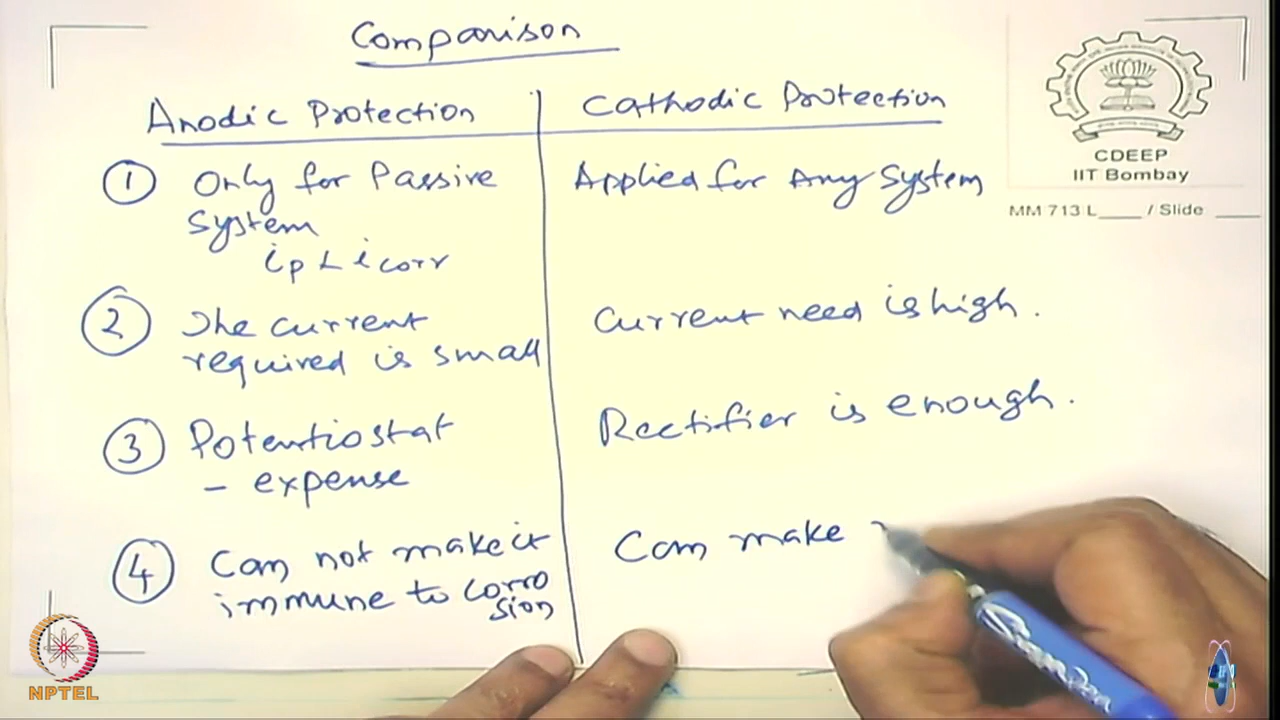 Comparison
Anodic Protection
Cathodic Protection
CDEEP
IIT Bombay
MM 713 L____ / Slide ____
① Only for Passive
System
ip < icorr
Applied for Any System
② The current
required is small
Current need is high.
③ Potentiostat
- expense
Rectifier is enough.
④ Can not make it
immune to corro
sion
Can make
NPTEL